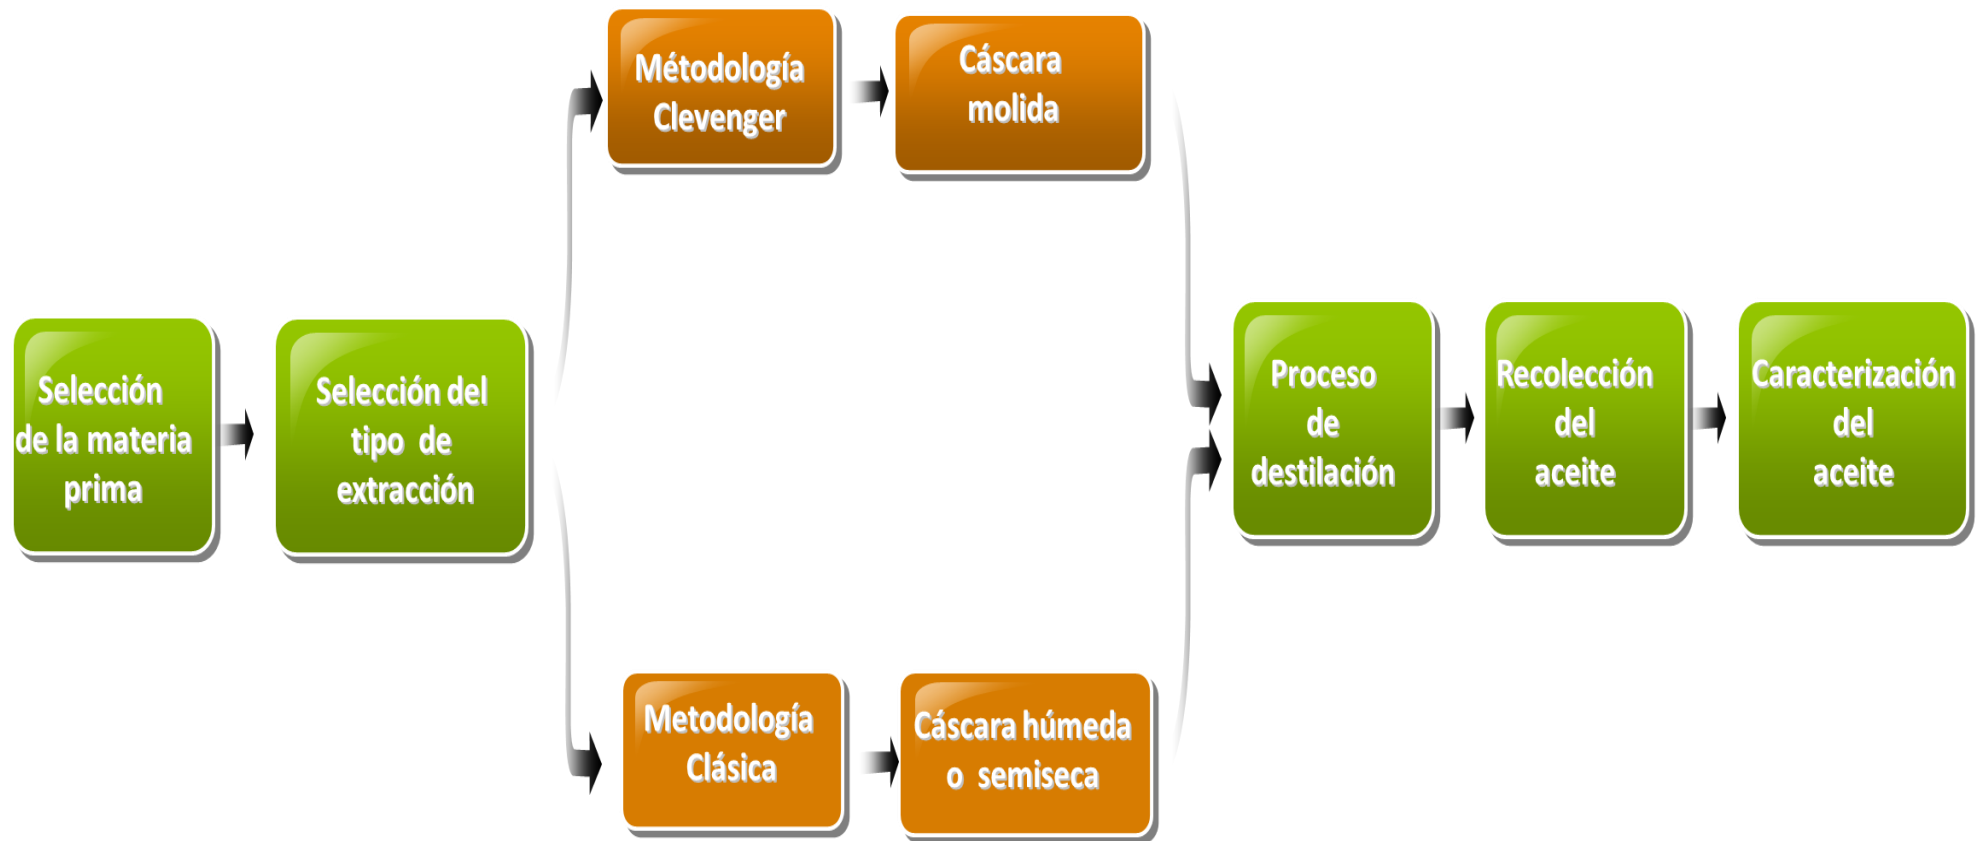 Métodología
Clevenger
Cáscara
molida
Selección
de la materia
prima
Selección del
tipo de
extracción
Proceso
de
destilación
Recolección
del
aceite
Caracterización
del
aceite
Metodología
Clásica
Cáscara húmeda
o semiseca